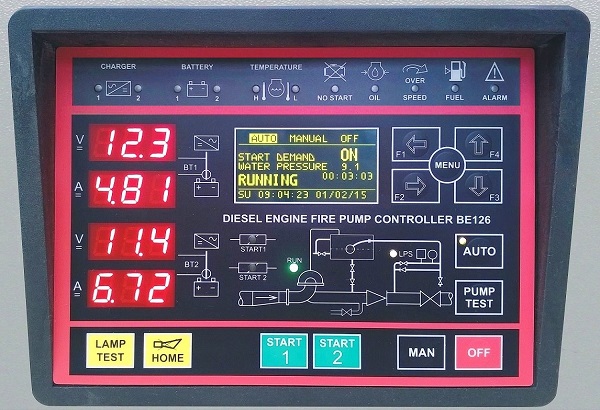 CHARGER BATTERY TEMPERATURE
1 2 1 2 H L NO START OIL OVER SPEED FUEL ALARM
V 12.3
BT1
A 4.81
V 11.4
BT2
A 6.72
AUTO MANUAL OFF
START DEMAND ON
WATER PRESSURE 9.1
RUNNING 00:03:03
SU 09:04:23 01/02/15
F1 F4
MENU
F2 F3
DIESEL ENGINE FIRE PUMP CONTROLLER BE126
START1
START 2
RUN
LPS
AUTO
PUMP
TEST
LAMP
TEST
HOME
START
1
START
2
MAN
OFF